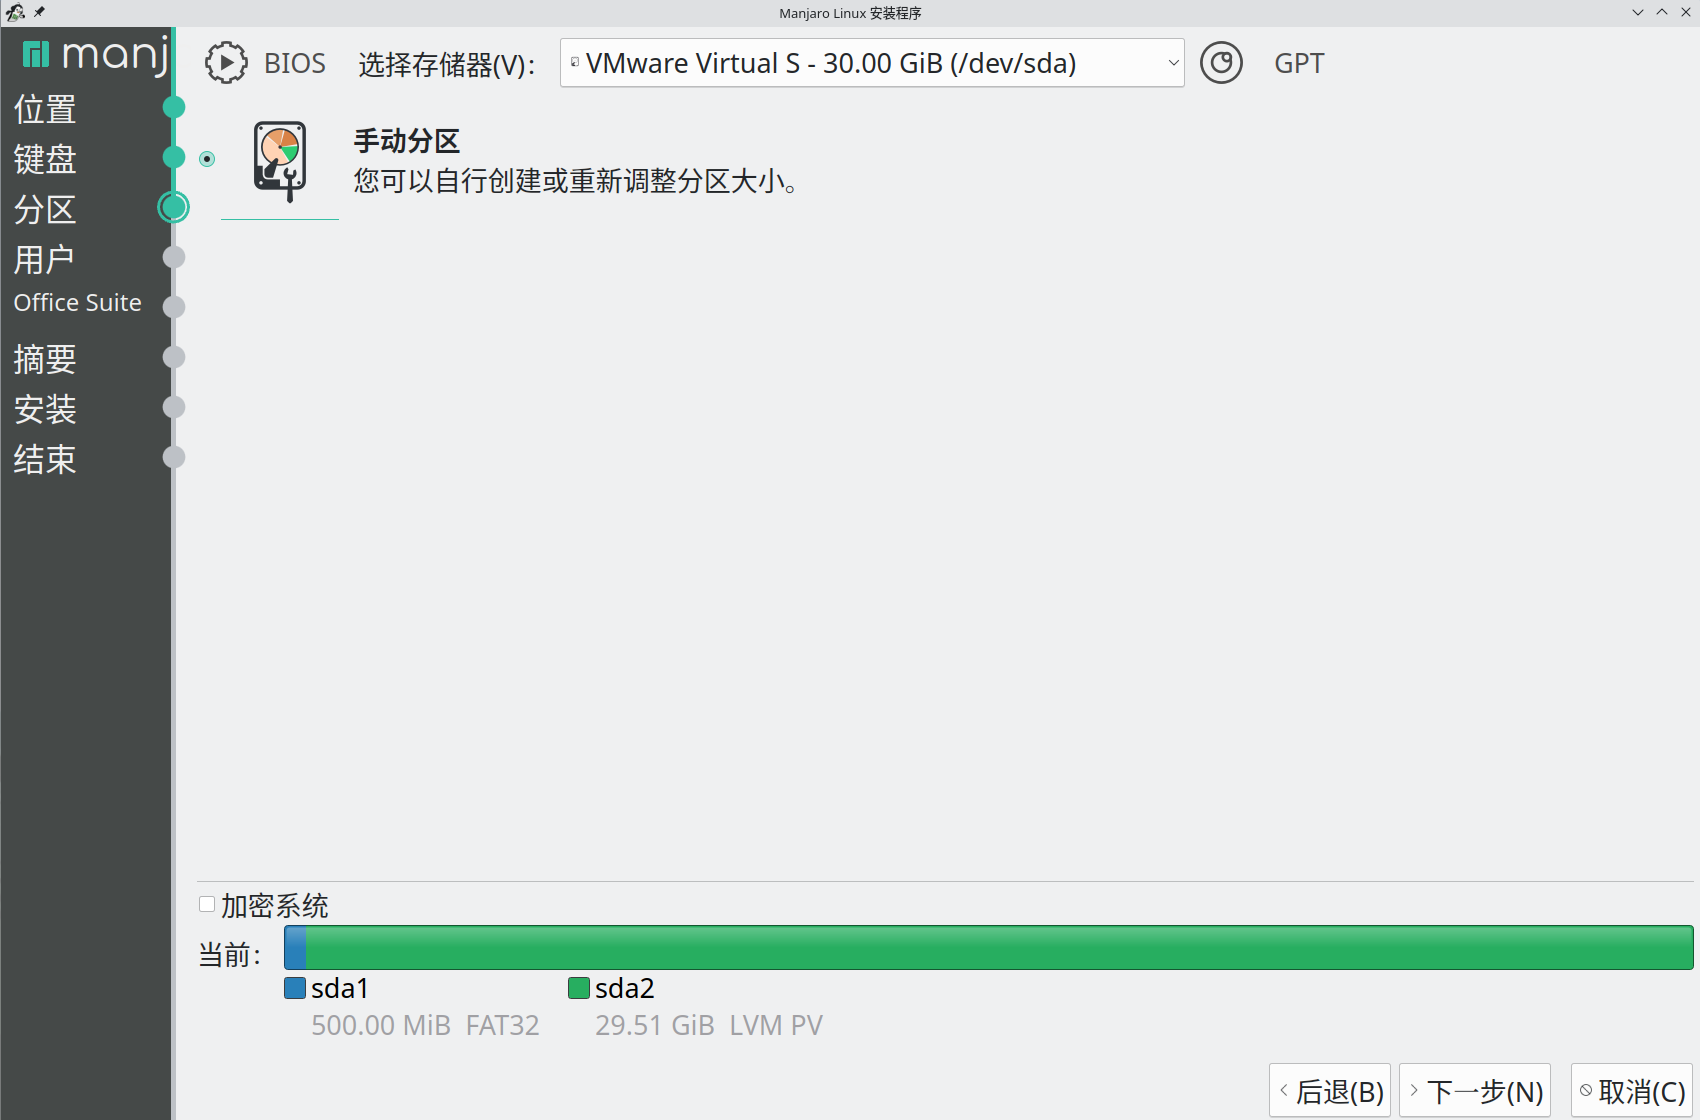 Manjaro Linux 安装程序
manj
位置
键盘
分区
用户
Office Suite
摘要
安装
结束
BIOS 选择存储器(V)： VMware Virtual S - 30.00 GiB (/dev/sda) GPT
手动分区
您可以自行创建或重新调整分区大小。
加密系统
当前：
sda1 sda2
500.00 MiB FAT32 29.51 GiB LVM PV
后退(B) 下一步(N) 取消(C)